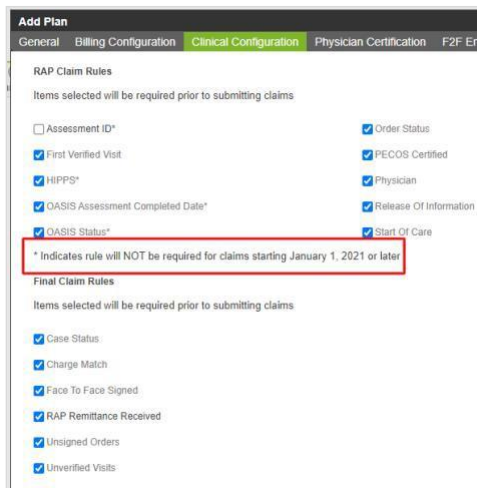 Add Plan
General Billing Configuration Clinical Configuration Physician Certification F2F
RAP Claim Rules
Items selected will be required prior to submitting claims
Assessment ID* Order Status
First Verified Visit PECOS Certified
HIPPS* Physician
OASIS Assessment Completed Date* Release Of Information
OASIS Status* Start Of Care
* Indicates rule will NOT be required for claims starting January 1, 2021 or later
Final Claim Rules
Items selected will be required prior to submitting claims
Case Status
Charge Match
Face To Face Signed
RAP Remittance Received
Unsigned Orders
Unverified Visits